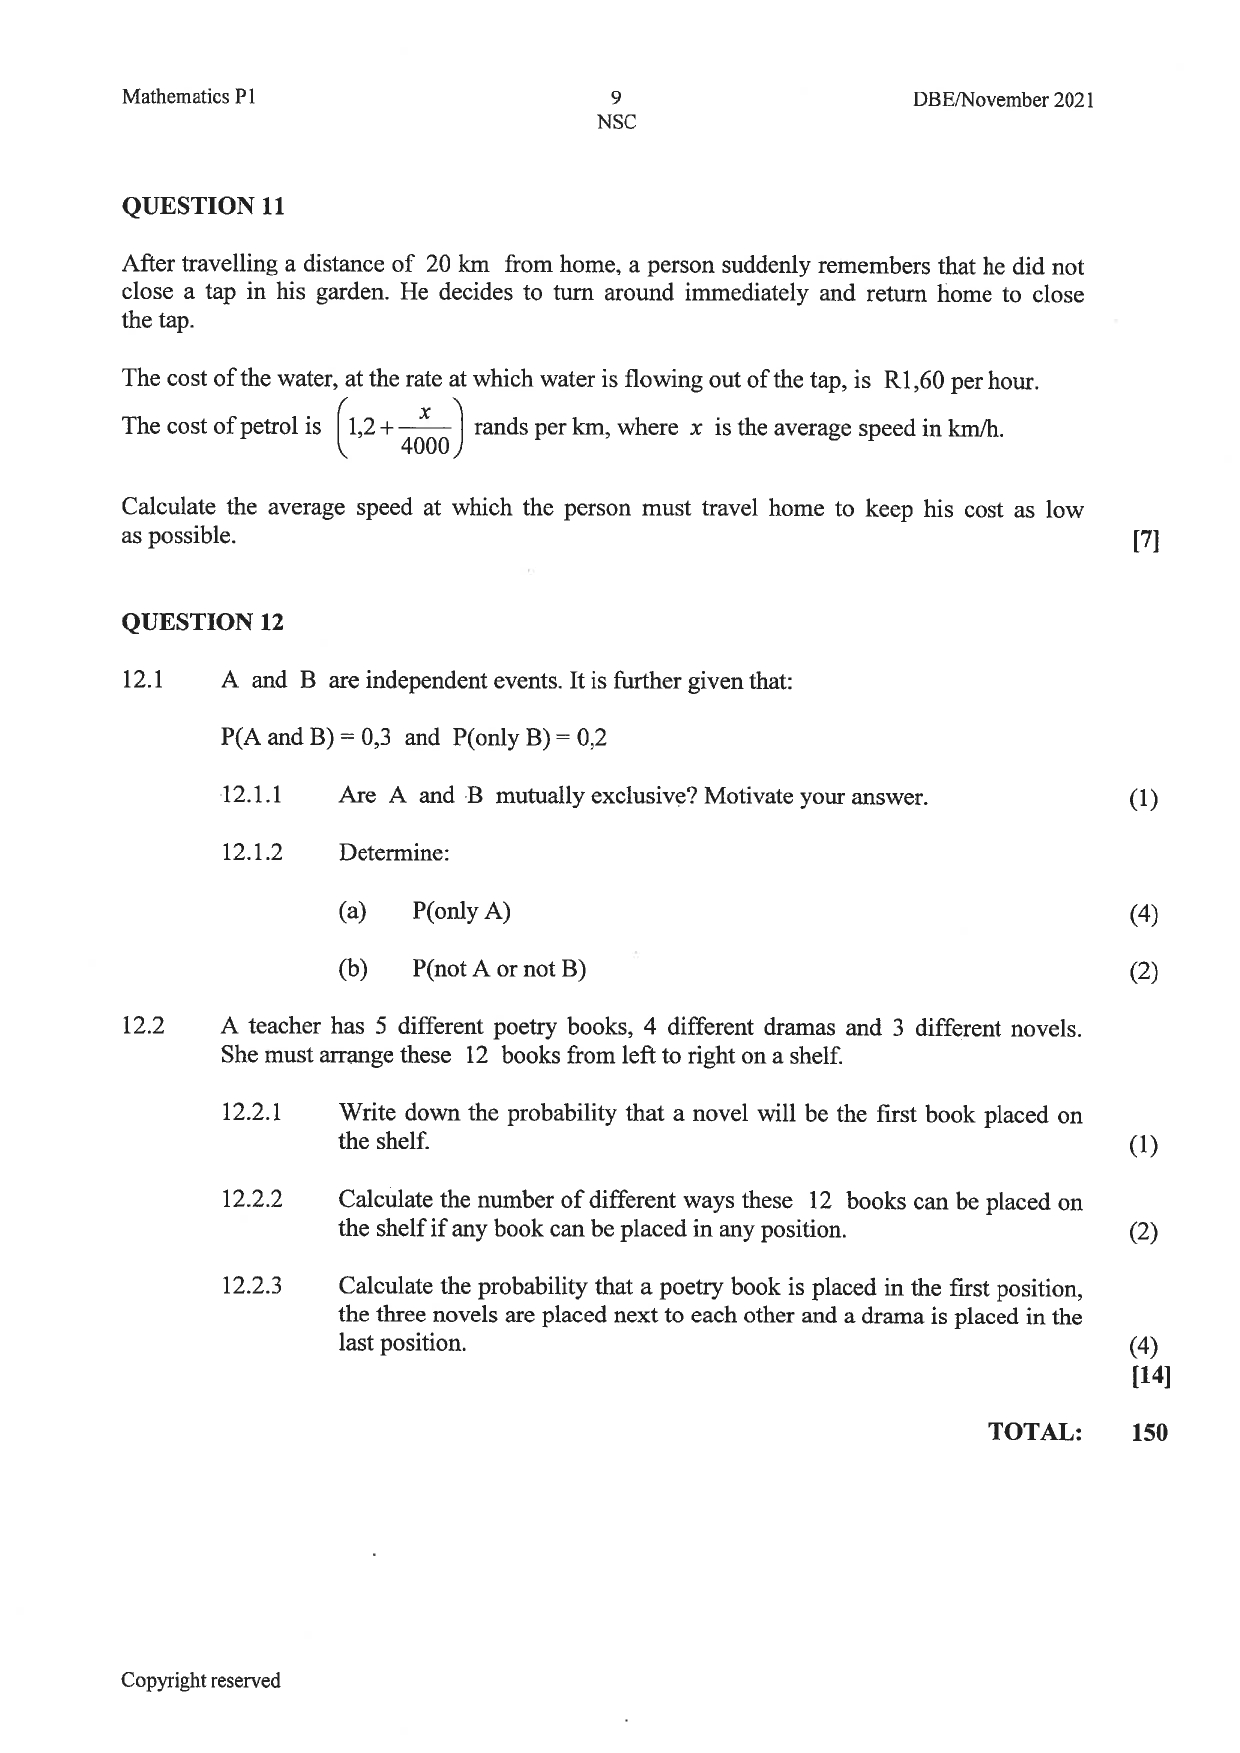 Mathematics P1 9 DBE/November 2021
NSC
QUESTION 11
After travelling a distance of 20 km from home, a person suddenly remembers that he did not
close a tap in his garden. He decides to turn around immediately and return home to close
the tap.
The cost of the water, at the rate at which water is flowing out of the tap, is R1,60 per hour.
The cost of petrol is (1,2 + x/4000) rands per km, where x is the average speed in km/h.
Calculate the average speed at which the person must travel home to keep his cost as low
as possible. [7]
QUESTION 12
12.1 A and B are independent events. It is further given that:
P(A and B) = 0,3 and P(only B) = 0,2
12.1.1 Are A and B mutually exclusive? Motivate your answer. (1)
12.1.2 Determine:
(a) P(only A) (4)
(b) P(not A or not B) (2)
12.2 A teacher has 5 different poetry books, 4 different dramas and 3 different novels.
She must arrange these 12 books from left to right on a shelf.
12.2.1 Write down the probability that a novel will be the first book placed on
the shelf. (1)
12.2.2 Calculate the number of different ways these 12 books can be placed on
the shelf if any book can be placed in any position. (2)
12.2.3 Calculate the probability that a poetry book is placed in the first position,
the three novels are placed next to each other and a drama is placed in the
last position. (4)
[14]
TOTAL: 150
Copyright reserved